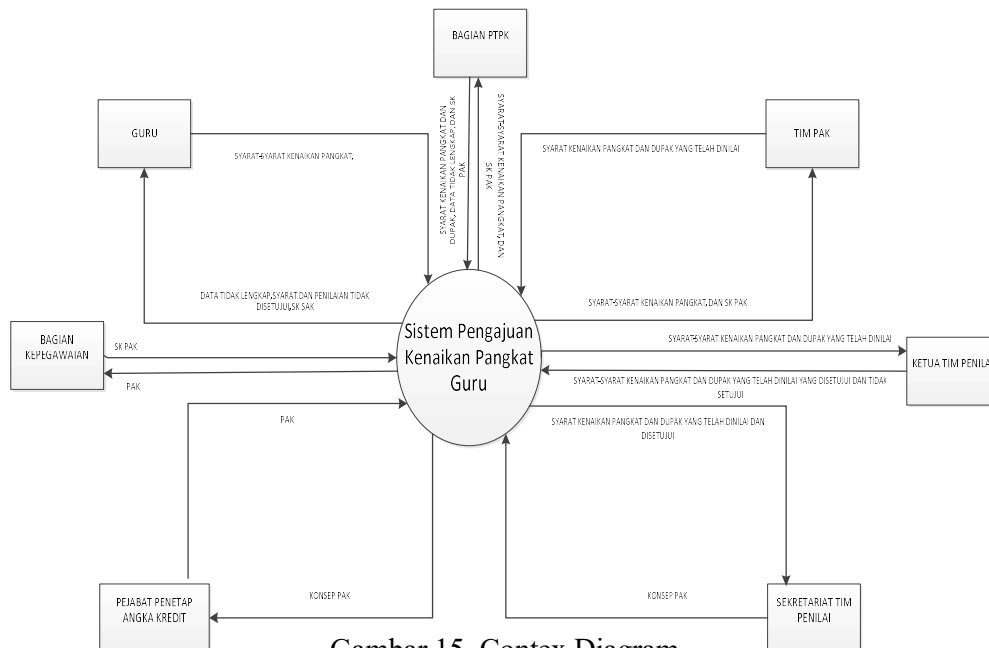 BAGIAN PTPK
GURU
TIM PAK
SYARAT-SYARAT KENAIKAN PANGKAT,
SYARAT KENAIKAN PANGKAT DAN
DUPAK, DATA TIDAK LENGKAP, DAN SK
PAK
SYARAT-SYARAT KENAIKAN PANGKAT, DAN
SK PAK
SYARAT KENAIKAN PANGKAT DAN DUPAK YANG TELAH DINILAI
DATA TIDAK LENGKAP,SYARAT DAN PENILAIAN TIDAK
DISETUJUI,SK SAK
SYARAT-SYARAT KENAIKAN PANGKAT, DAN SK PAK
BAGIAN
KEPEGAWAIAN
SK PAK
PAK
Sistem Pengajuan
Kenaikan Pangkat
Guru
SYARAT-SYARAT KENAIKAN PANGKAT DAN DUPAK YANG TELAH DINILAI
KETUA TIM PENILA
SYARAT-SYARAT KENAIKAN PANGKAT DAN DUPAK YANG TELAH DINILAI YANG DISETUJUI DAN TIDAK
SETUJUI
PAK
SYARAT KENAIKAN PANGKAT DAN DUPAK YANG TELAH DINILAI DAN
DISETUJUI
PEJABAT PENETAP
ANGKA KREDIT
KONSEP PAK
KONSEP PAK
SEKRETARIAT TIM
PENILAI
Gambar 15. Contex Diagram